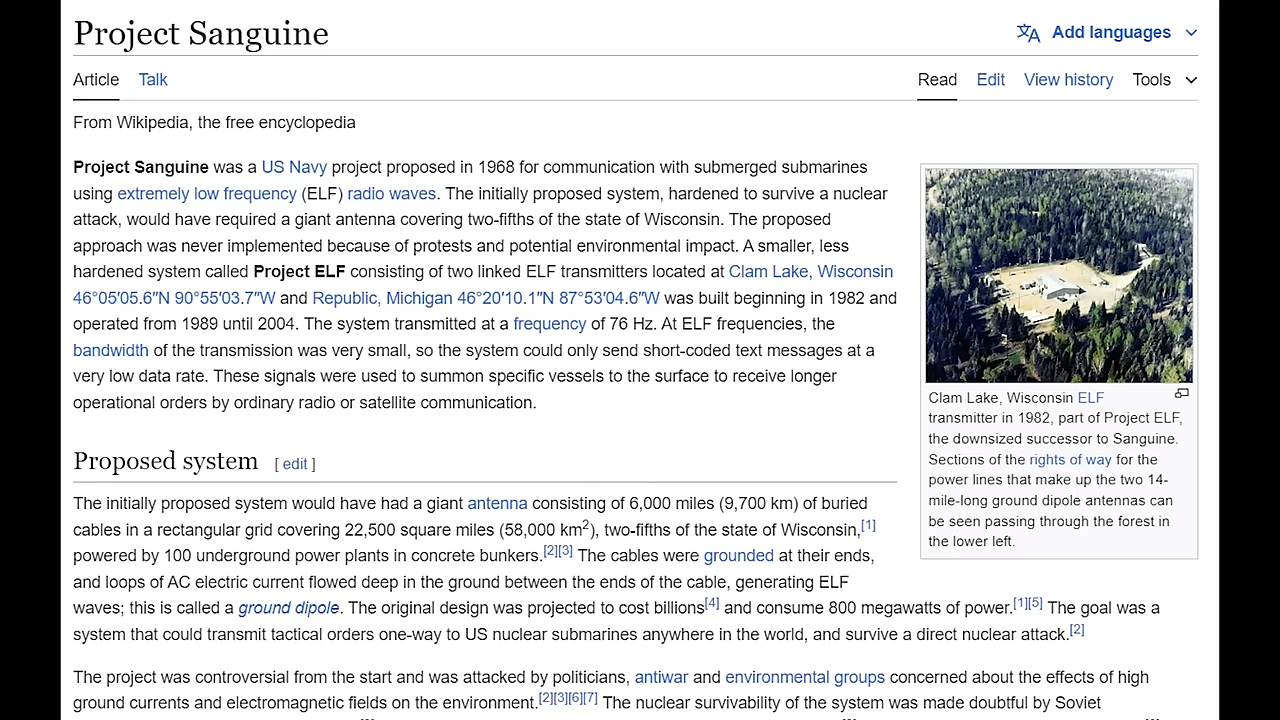 Project Sanguine
Add languages
Article Talk
Read Edit View history Tools
From Wikipedia, the free encyclopedia
Project Sanguine was a US Navy project proposed in 1968 for communication with submerged submarines
using extremely low frequency (ELF) radio waves. The initially proposed system, hardened to survive a nuclear
attack, would have required a giant antenna covering two-fifths of the state of Wisconsin. The proposed
approach was never implemented because of protests and potential environmental impact. A smaller, less
hardened system called Project ELF consisting of two linked ELF transmitters located at Clam Lake, Wisconsin
46°05′05.6″N 90°55′03.7″W and Republic, Michigan 46°20′10.1″N 87°53′04.6″W was built beginning in 1982 and
operated from 1989 until 2004. The system transmitted at a frequency of 76 Hz. At ELF frequencies, the
bandwidth of the transmission was very small, so the system could only send short-coded text messages at a
very low data rate. These signals were used to summon specific vessels to the surface to receive longer
operational orders by ordinary radio or satellite communication.
Clam Lake, Wisconsin ELF
transmitter in 1982, part of Project ELF,
the downsized successor to Sanguine.
Sections of the rights of way for the
power lines that make up the two 14-
mile-long ground dipole antennas can
be seen passing through the forest in
the lower left.
Proposed system [ edit ]
The initially proposed system would have had a giant antenna consisting of 6,000 miles (9,700 km) of buried
cables in a rectangular grid covering 22,500 square miles (58,000 km2), two-fifths of the state of Wisconsin,[1]
powered by 100 underground power plants in concrete bunkers.[2][3] The cables were grounded at their ends,
and loops of AC electric current flowed deep in the ground between the ends of the cable, generating ELF
waves; this is called a ground dipole. The original design was projected to cost billions[4] and consume 800 megawatts of power.[1][5] The goal was a
system that could transmit tactical orders one-way to US nuclear submarines anywhere in the world, and survive a direct nuclear attack.[2]
The project was controversial from the start and was attacked by politicians, antiwar and environmental groups concerned about the effects of high
ground currents and electromagnetic fields on the environment.[2][3][6][7] The nuclear survivability of the system was made doubtful by Soviet